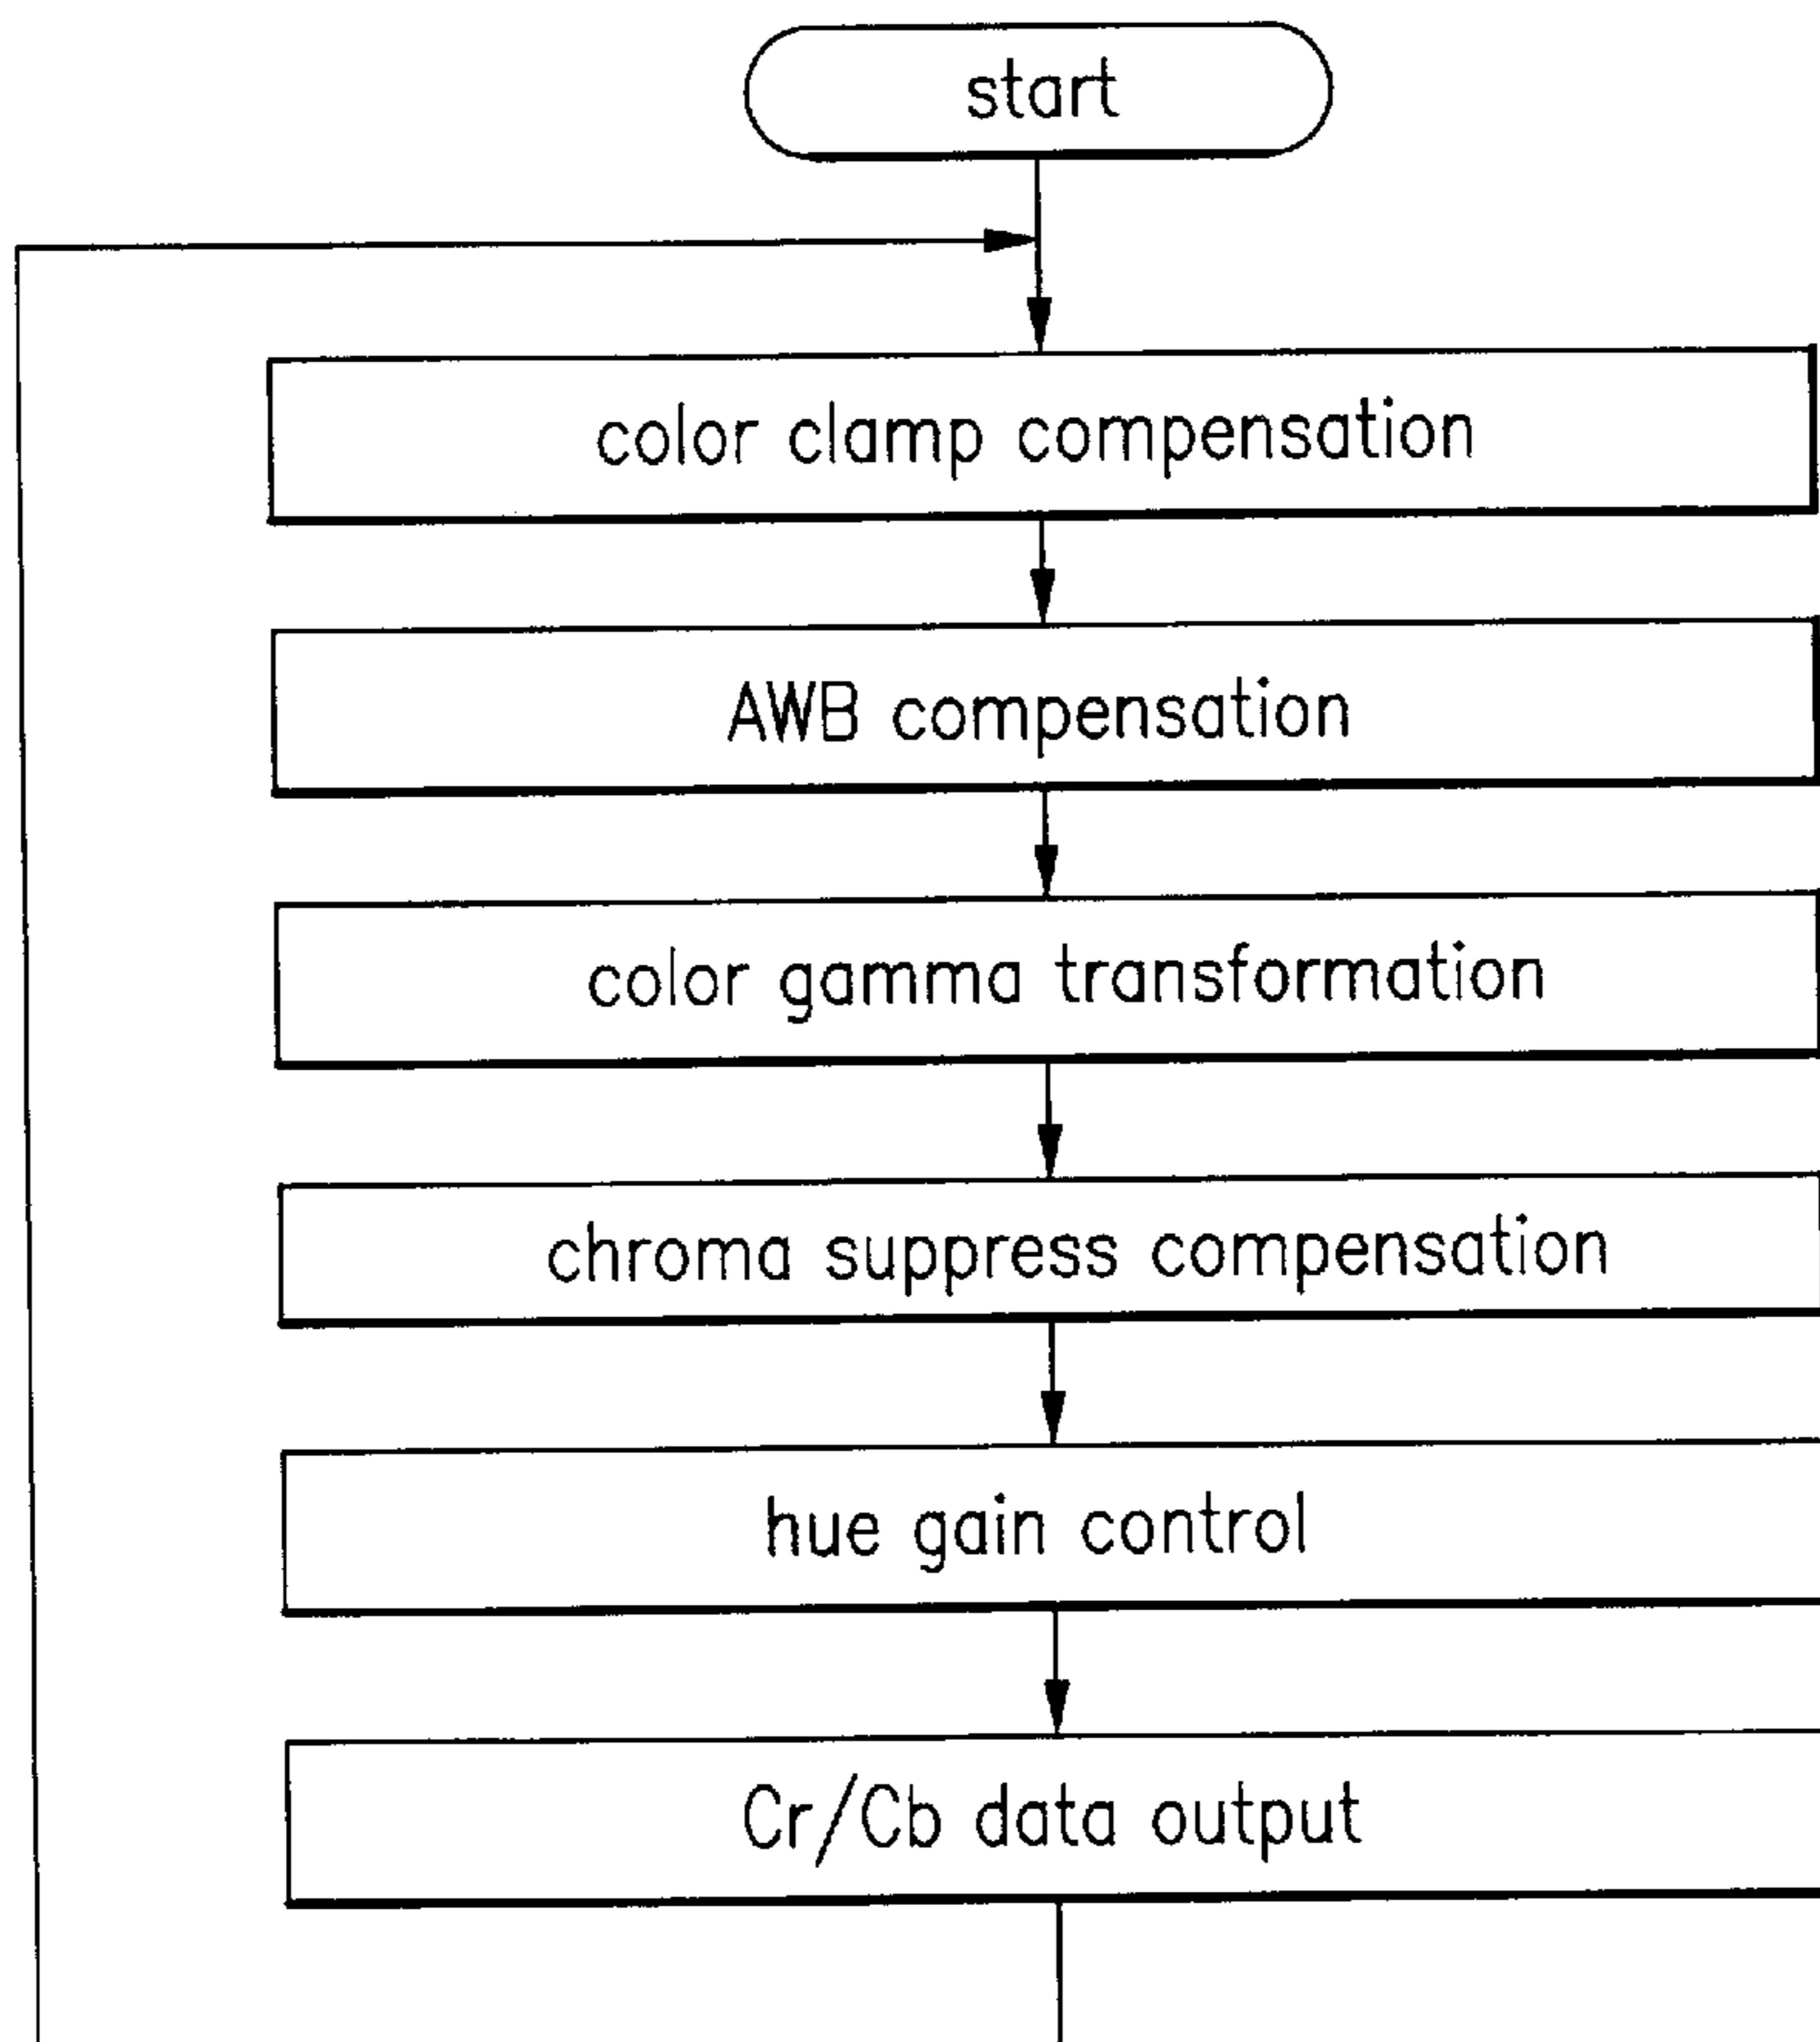 start
color clamp compensation
AWB compensation
color gamma transformation
chroma suppress compensation
hue gain control
Cr/Cb data output